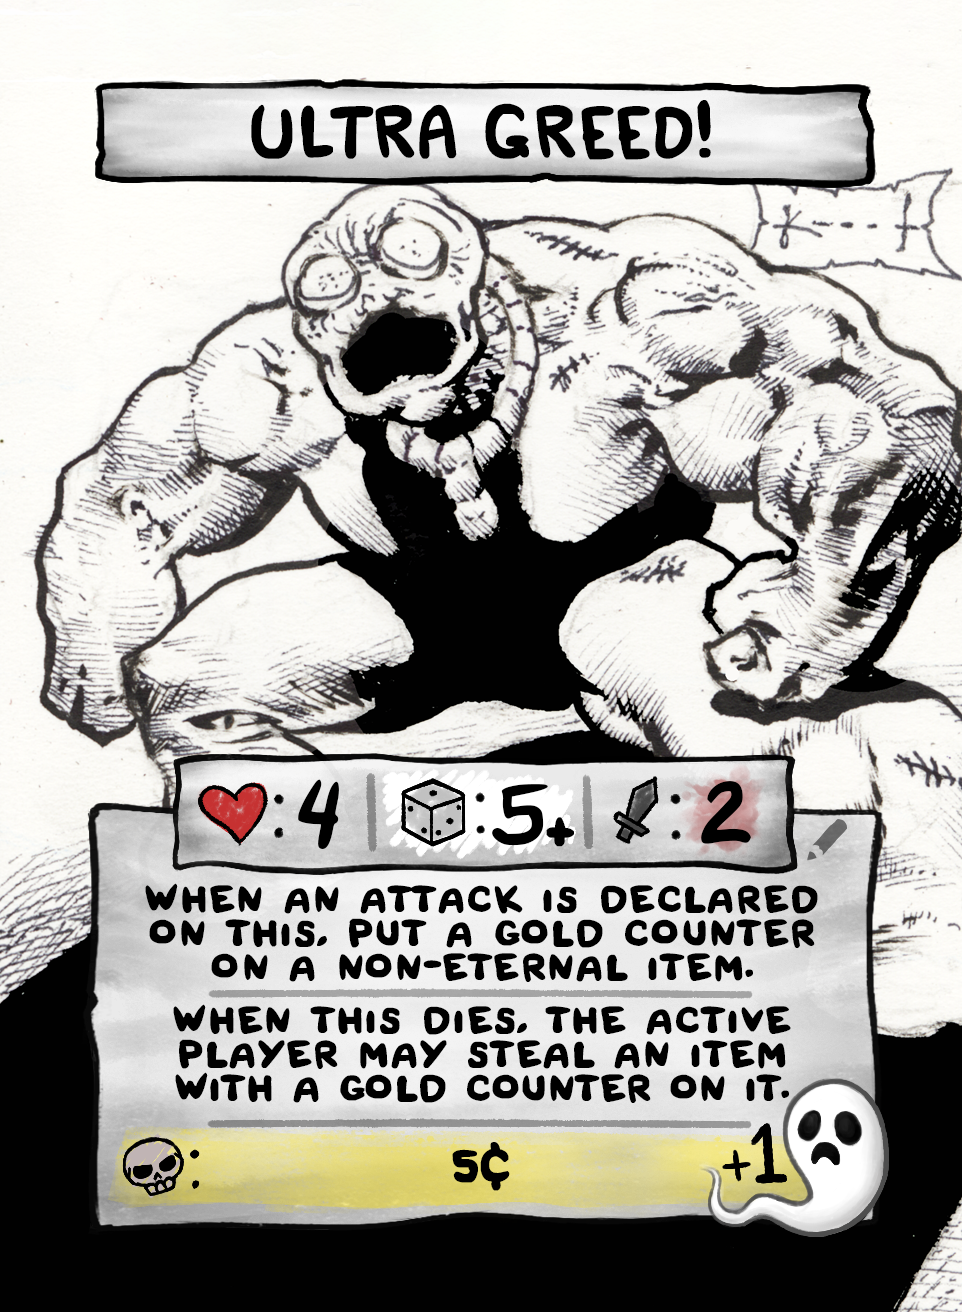 ULTRA GREED!
: 4 : 5+ : 2
WHEN AN ATTACK IS DECLARED
ON THIS, PUT A GOLD COUNTER
ON A NON-ETERNAL ITEM.
WHEN THIS DIES, THE ACTIVE
PLAYER MAY STEAL AN ITEM
WITH A GOLD COUNTER ON IT.
: 5¢ +1